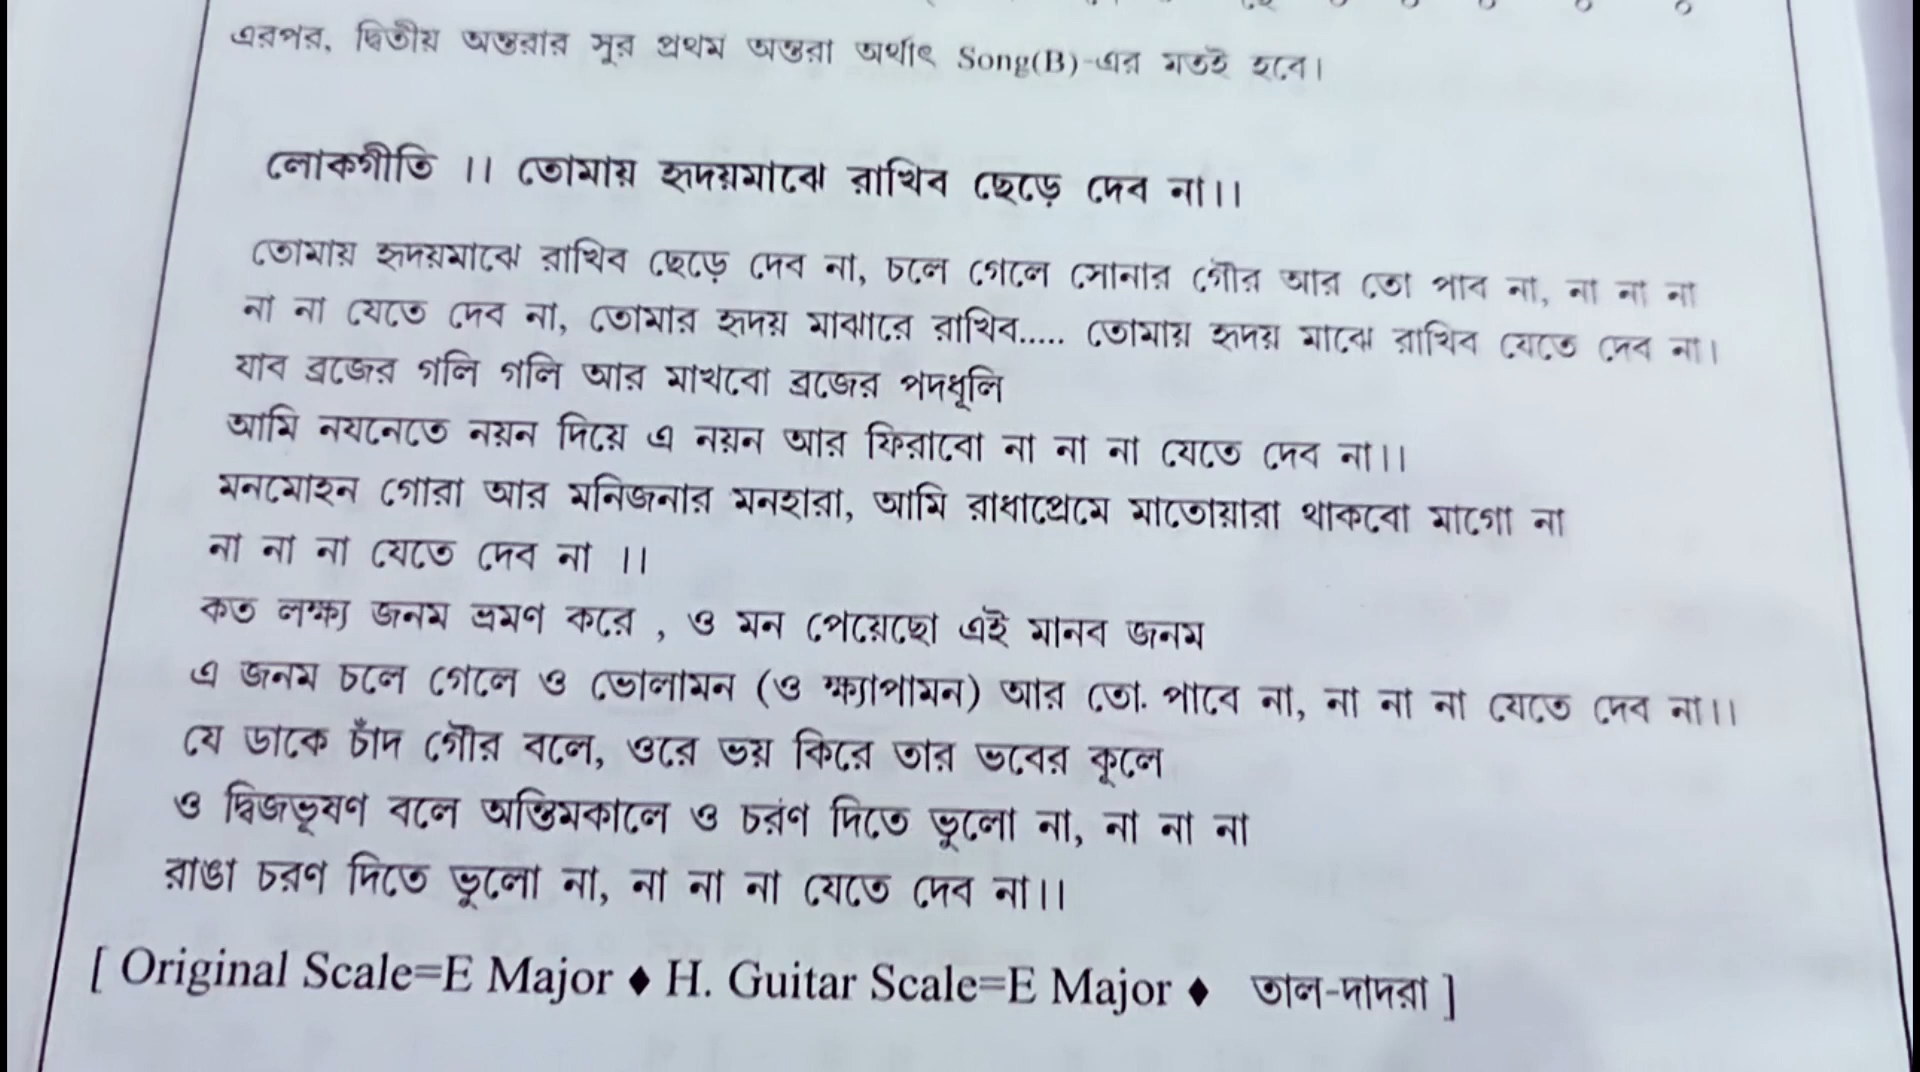 এরপর, দ্বিতীয় অন্তরার সুর প্রথম অন্তরা অর্থাৎ Song(B)-এর মতই হবে।
লোকগীতি ।। তোমায় হৃদয়মাঝে রাখিব ছেড়ে দেব না।।
তোমায় হৃদয়মাঝে রাখিব ছেড়ে দেব না, চলে গেলে সোনার গৌর আর তো পাব না, না না না
না না যেতে দেব না, তোমার হৃদয় মাঝারে রাখিব..... তোমায় হৃদয় মাঝে রাখিব যেতে দেব না।
যাব ব্রজের গলি গলি আর মাখবো ব্রজের পদধূলি
আমি নযনেতে নয়ন দিয়ে এ নয়ন আর ফিরাবো না না না যেতে দেব না।।
মনমোহন গোরা আর মনিজনার মনহারা, আমি রাধাপ্রেমে মাতোয়ারা থাকবো মাগো না
না না না যেতে দেব না ।।
কত লক্ষ্য জনম ভ্রমণ করে , ও মন পেয়েছো এই মানব জনম
এ জনম চলে গেলে ও ভোলামন (ও ক্ষ্যাপামন) আর তো. পাবে না, না না না যেতে দেব না।।
যে ডাকে চাঁদ গৌর বলে, ওরে ভয় কিরে তার ভবের কূলে
ও দ্বিজভূষণ বলে অন্তিমকালে ও চরণ দিতে ভুলো না, না না না
রাঙা চরণ দিতে ভুলো না, না না না যেতে দেব না।।
[ Original Scale=E Major ♦ H. Guitar Scale=E Major ♦ তাল-দাদরা ]